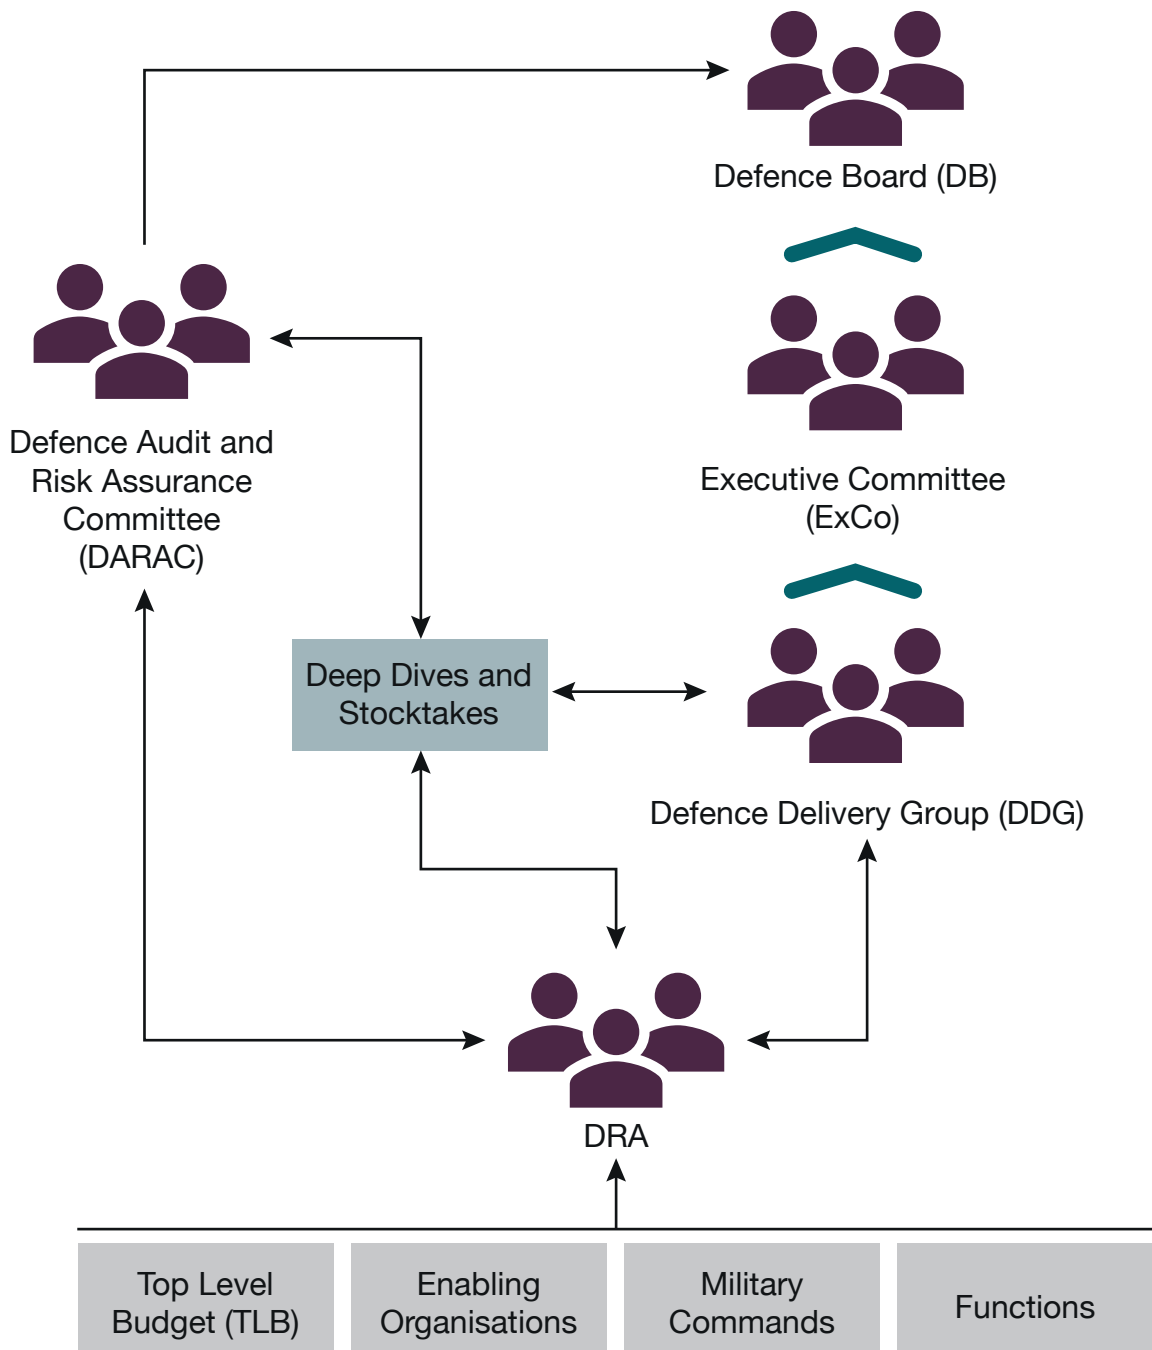 Defence Board (DB)
Defence Audit and
Risk Assurance
Committee
(DARAC)
Executive Committee
(ExCo)
Deep Dives and
Stocktakes
Defence Delivery Group (DDG)
DRA
Top Level
Budget (TLB)
Enabling
Organisations
Military
Commands
Functions